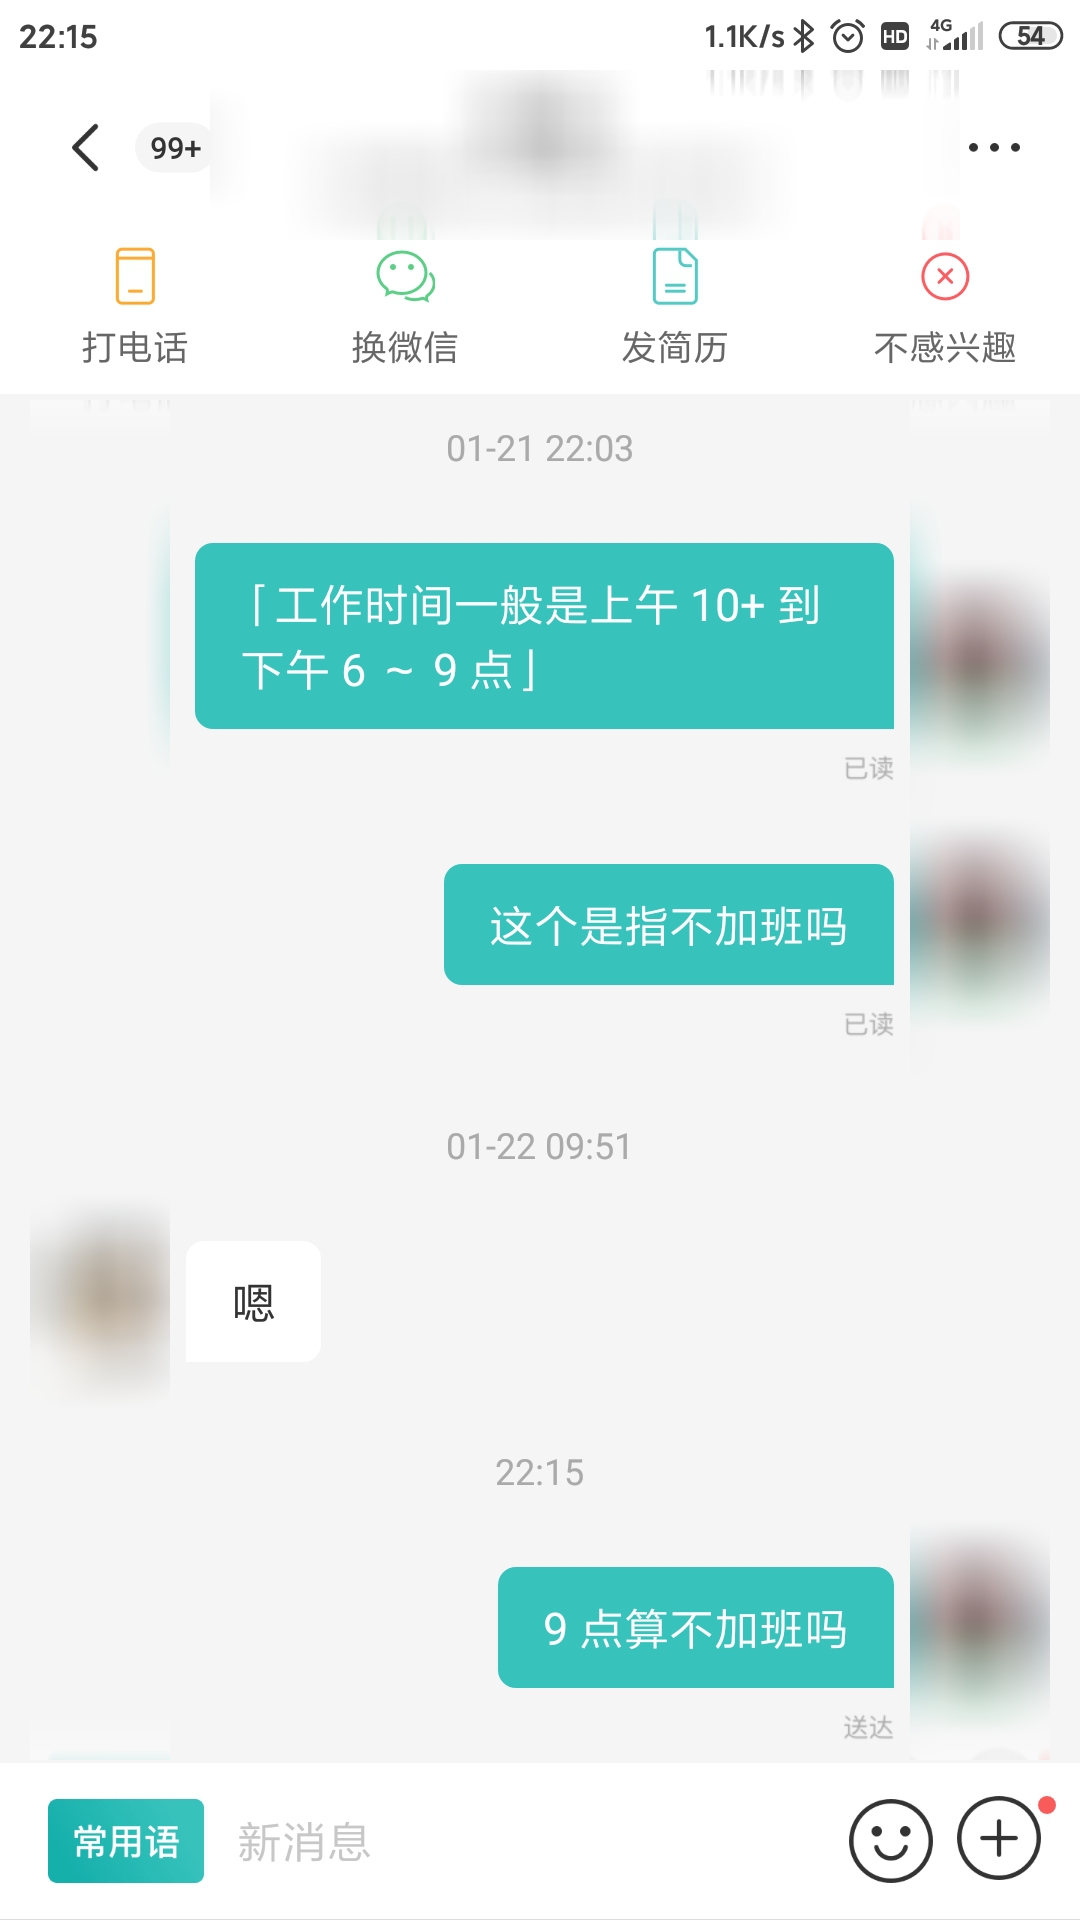 22:15 1.1K/s HD 4G 54
99+
打电话 换微信 发简历 不感兴趣
01-21 22:03
「工作时间一般是上午 10+ 到
下午 6 ～ 9 点」
已读
这个是指不加班吗
已读
01-22 09:51
嗯
22:15
9 点算不加班吗
送达
常用语 新消息